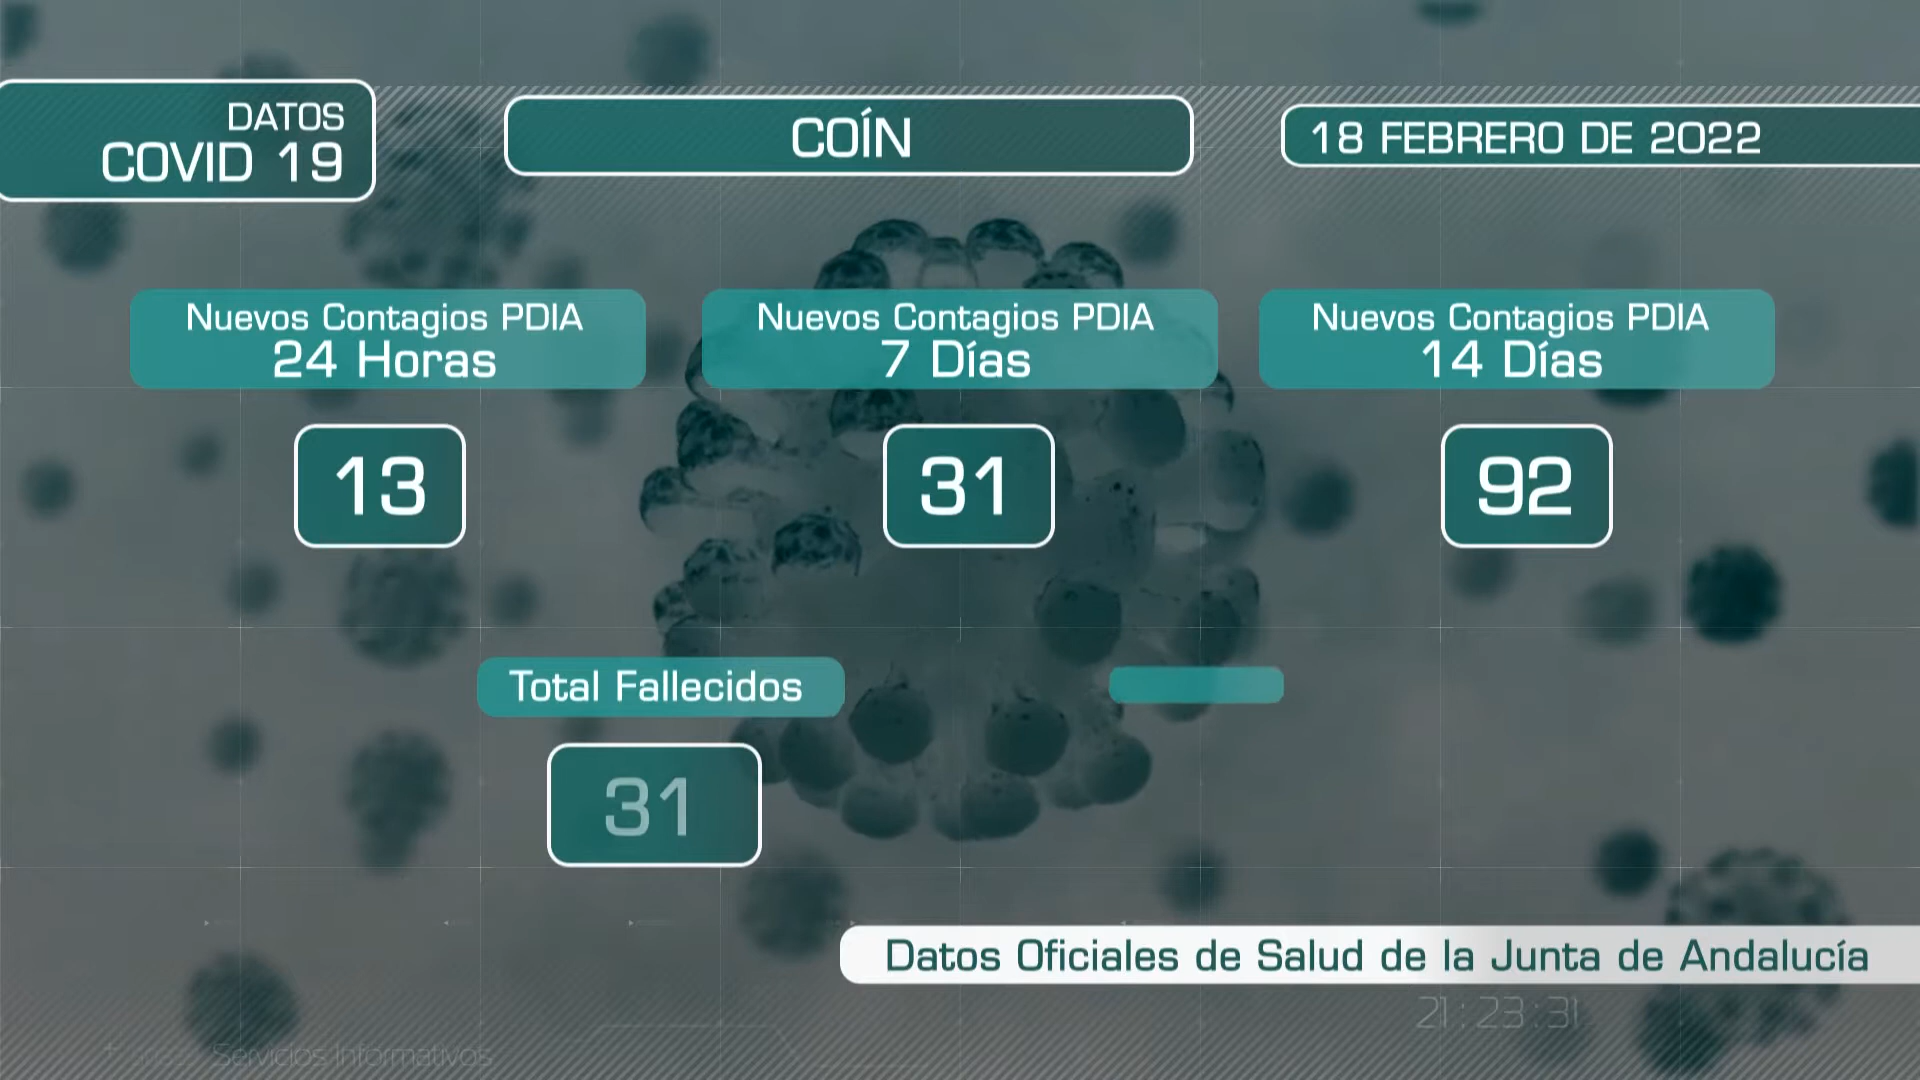 DATOS
COVID 19
COÍN
18 FEBRERO DE 2022
Nuevos Contagios PDIA
24 Horas
Nuevos Contagios PDIA
7 Días
Nuevos Contagios PDIA
14 Días
13
31
92
Total Fallecidos
31
Datos Oficiales de Salud de la Junta de Andalucía
21:23:31
Servicios Informativos